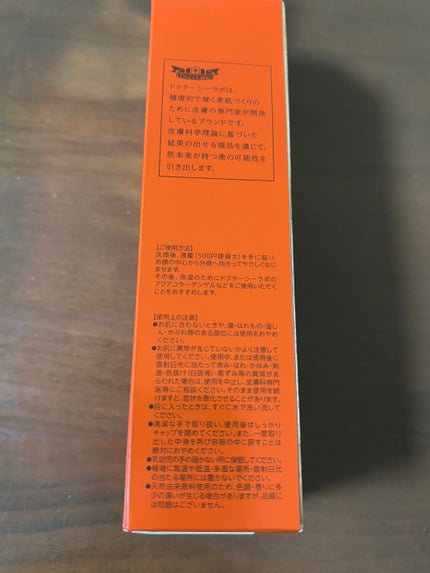 Dr.Ci:Labo
ドクターシーラボは、
健康的で輝く素肌づくりの
ために皮膚の専門家が開発
しているブランドです。
皮膚科学理論に基づいた
結果の出せる商品を通じて、
肌本来が持つ美の可能性を
引き出します。
【ご使用方法】
洗顔後、適量(500円硬貨大)を手に取り、
お顔の中心から外側へ向かってやさしくなじ
ませます。
その後、保湿のためにドクターシーラボの
アクアコラーゲンゲルなどをご使用いただく
ことをおすすめします。
【使用上の注意】
●お肌に合わないときや、傷・はれもの・湿し
ん・かぶれ等のある部位には使用をおやめ
ください。
●お肌に異常が生じていないかよく注意して
使用してください。使用中、または使用後に
直射日光に当たって赤み・はれ・かゆみ・刺
激・色抜け(白斑等)・黒ずみ等の異常があ
らわれた場合は、使用を中止し、皮膚科専門
医等にご相談ください。そのまま使用を続
けますと、症状を悪化させることがあります。
●目に入ったときは、すぐに水で洗い流して
ください。
●清潔な手で取り扱い、使用後はしっかり
キャップを閉めてください。また、一度取り
出した中身を再び容器の中に戻すことは
絶対におやめください。
●乳幼児の手の届かない所に保管してください。
●極端に高温や低温・多湿な場所・直射日光
の当たる場所には置かないでください。
●天然由来原料使用のため、色調・香りに多
少の違いが生じる場合がありますが、品質に
は問題はございません。